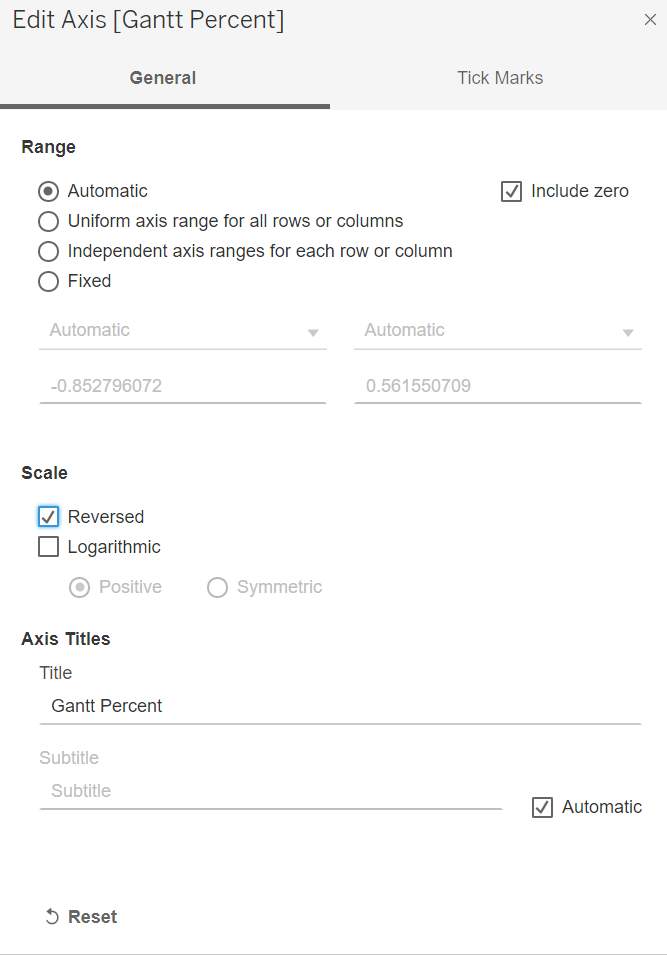 Edit Axis [Gantt Percent]
General
Tick Marks
Range
Automatic
Include zero
Uniform axis range for all rows or columns
Independent axis ranges for each row or column
Fixed
Automatic
Automatic
-0.852796072
0.561550709
Scale
Reversed
Logarithmic
Positive
Symmetric
Axis Titles
Title
Gantt Percent
Subtitle
Subtitle
Automatic
Reset